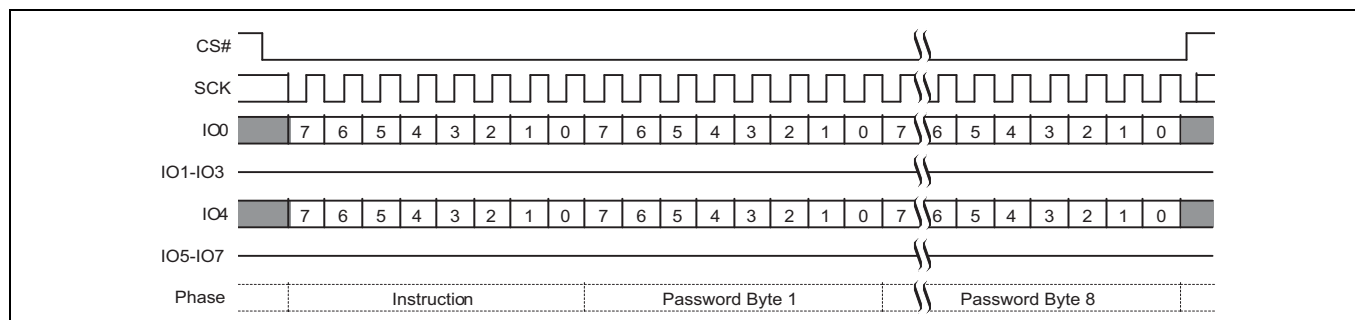 CS#
SCK
IO0 7 6 5 4 3 2 1 0 7 6 5 4 3 2 1 0 7 6 5 4 3 2 1 0
IO1-IO3
IO4 7 6 5 4 3 2 1 0 7 6 5 4 3 2 1 0 7 6 5 4 3 2 1 0
IO5-IO7
Phase Instruction Password Byte 1 Password Byte 8